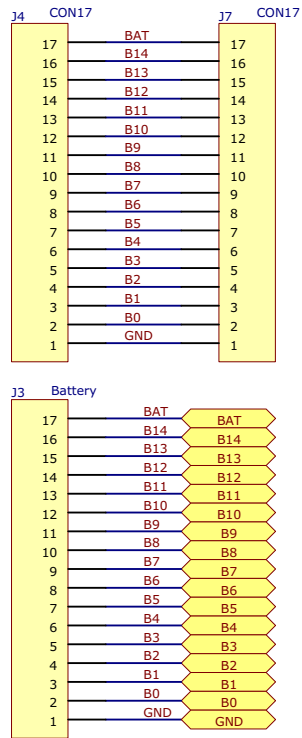 J4 CON17 J7 CON17
17 BAT 17
16 B14 16
15 B13 15
14 B12 14
13 B11 13
12 B10 12
11 B9 11
10 B8 10
9 B7 9
8 B6 8
7 B5 7
6 B4 6
5 B3 5
4 B2 4
3 B1 3
2 B0 2
1 GND 1
J3 Battery
17 BAT BAT
16 B14 B14
15 B13 B13
14 B12 B12
13 B11 B11
12 B10 B10
11 B9 B9
10 B8 B8
9 B7 B7
8 B6 B6
7 B5 B5
6 B4 B4
5 B3 B3
4 B2 B2
3 B1 B1
2 B0 B0
1 GND GND